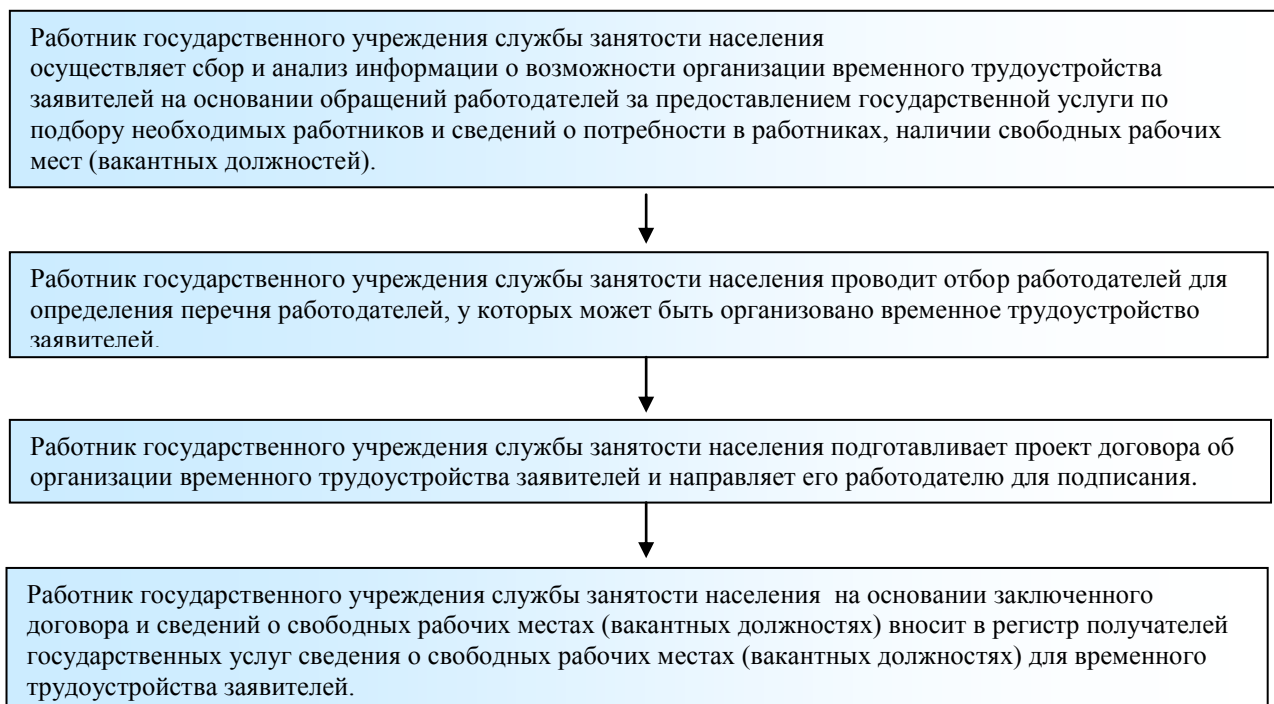 Работник государственного учреждения службы занятости населения
осуществляет сбор и анализ информации о возможности организации временного трудоустройства
заявителей на основании обращений работодателей за предоставлением государственной услуги по
подбору необходимых работников и сведений о потребности в работниках, наличии свободных рабочих
мест (вакантных должностей).
Работник государственного учреждения службы занятости населения проводит отбор работодателей для
определения перечня работодателей, у которых может быть организовано временное трудоустройство
заявителей.
Работник государственного учреждения службы занятости населения подготавливает проект договора об
организации временного трудоустройства заявителей и направляет его работодателю для подписания.
Работник государственного учреждения службы занятости населения на основании заключенного
договора и сведений о свободных рабочих местах (вакантных должностях) вносит в регистр получателей
государственных услуг сведения о свободных рабочих местах (вакантных должностях) для временного
трудоустройства заявителей.